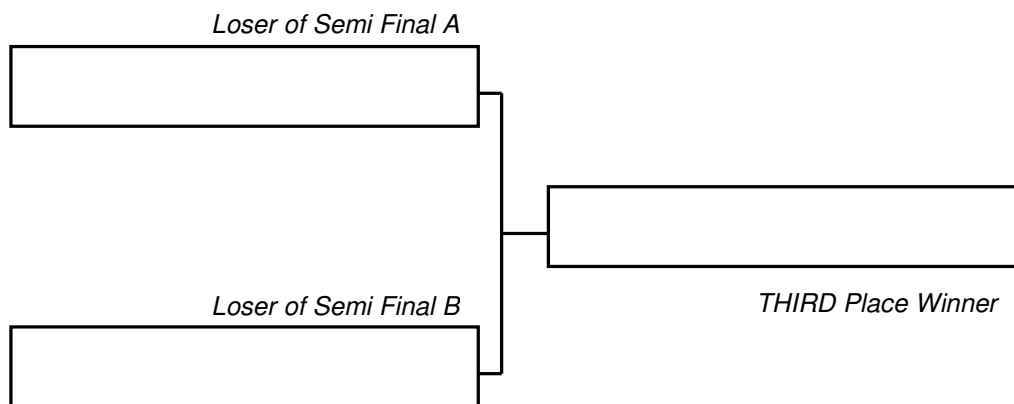 Loser of Semi Final A
Loser of Semi Final B
THIRD Place Winner